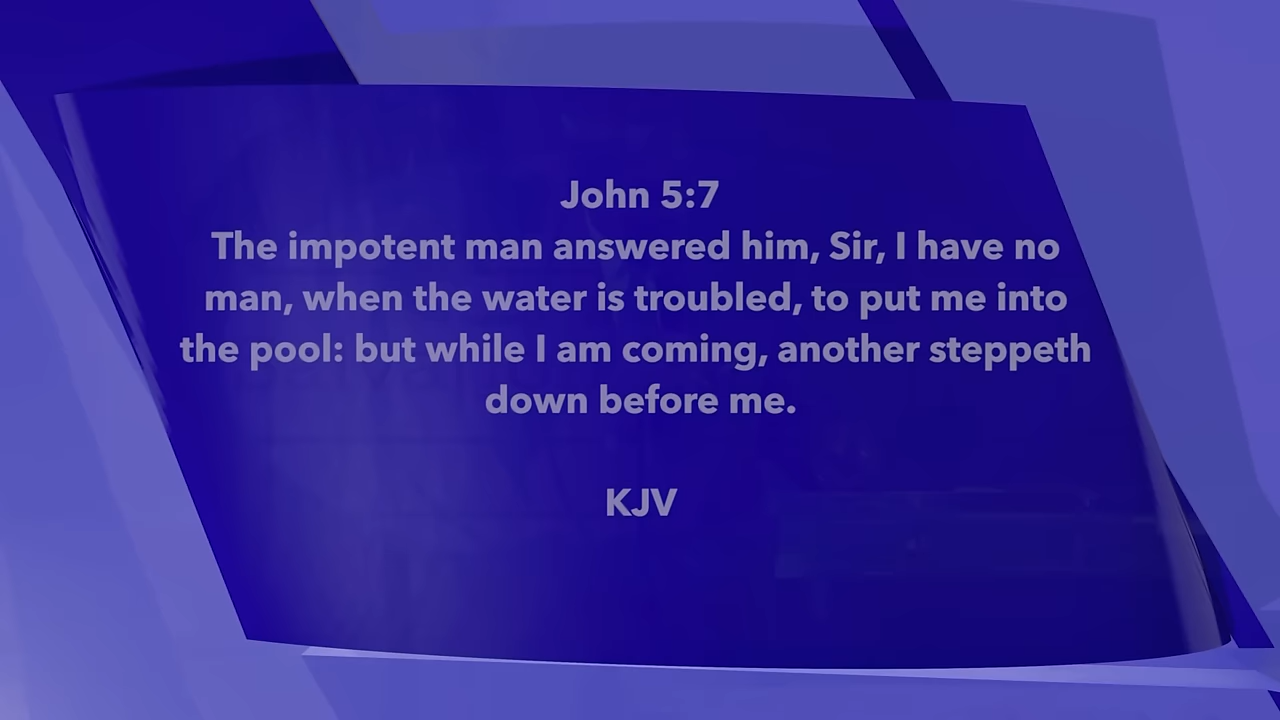 John 5:7
The impotent man answered him, Sir, I have no
man, when the water is troubled, to put me into
the pool: but while I am coming, another steppeth
down before me.
KJV